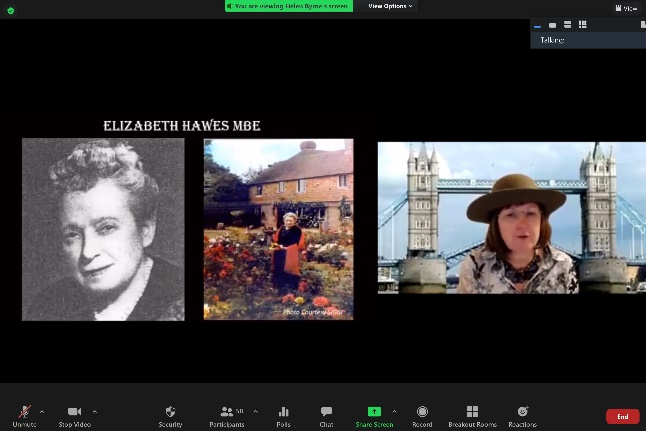 You are viewing Helen Byrne's screen
View Options
View
Talking:
ELIZABETH HAWES MBE
Unmute
Stop Video
Security
58
Participants
Polls
Chat
Share Screen
Record
Breakout Rooms
Reactions
End